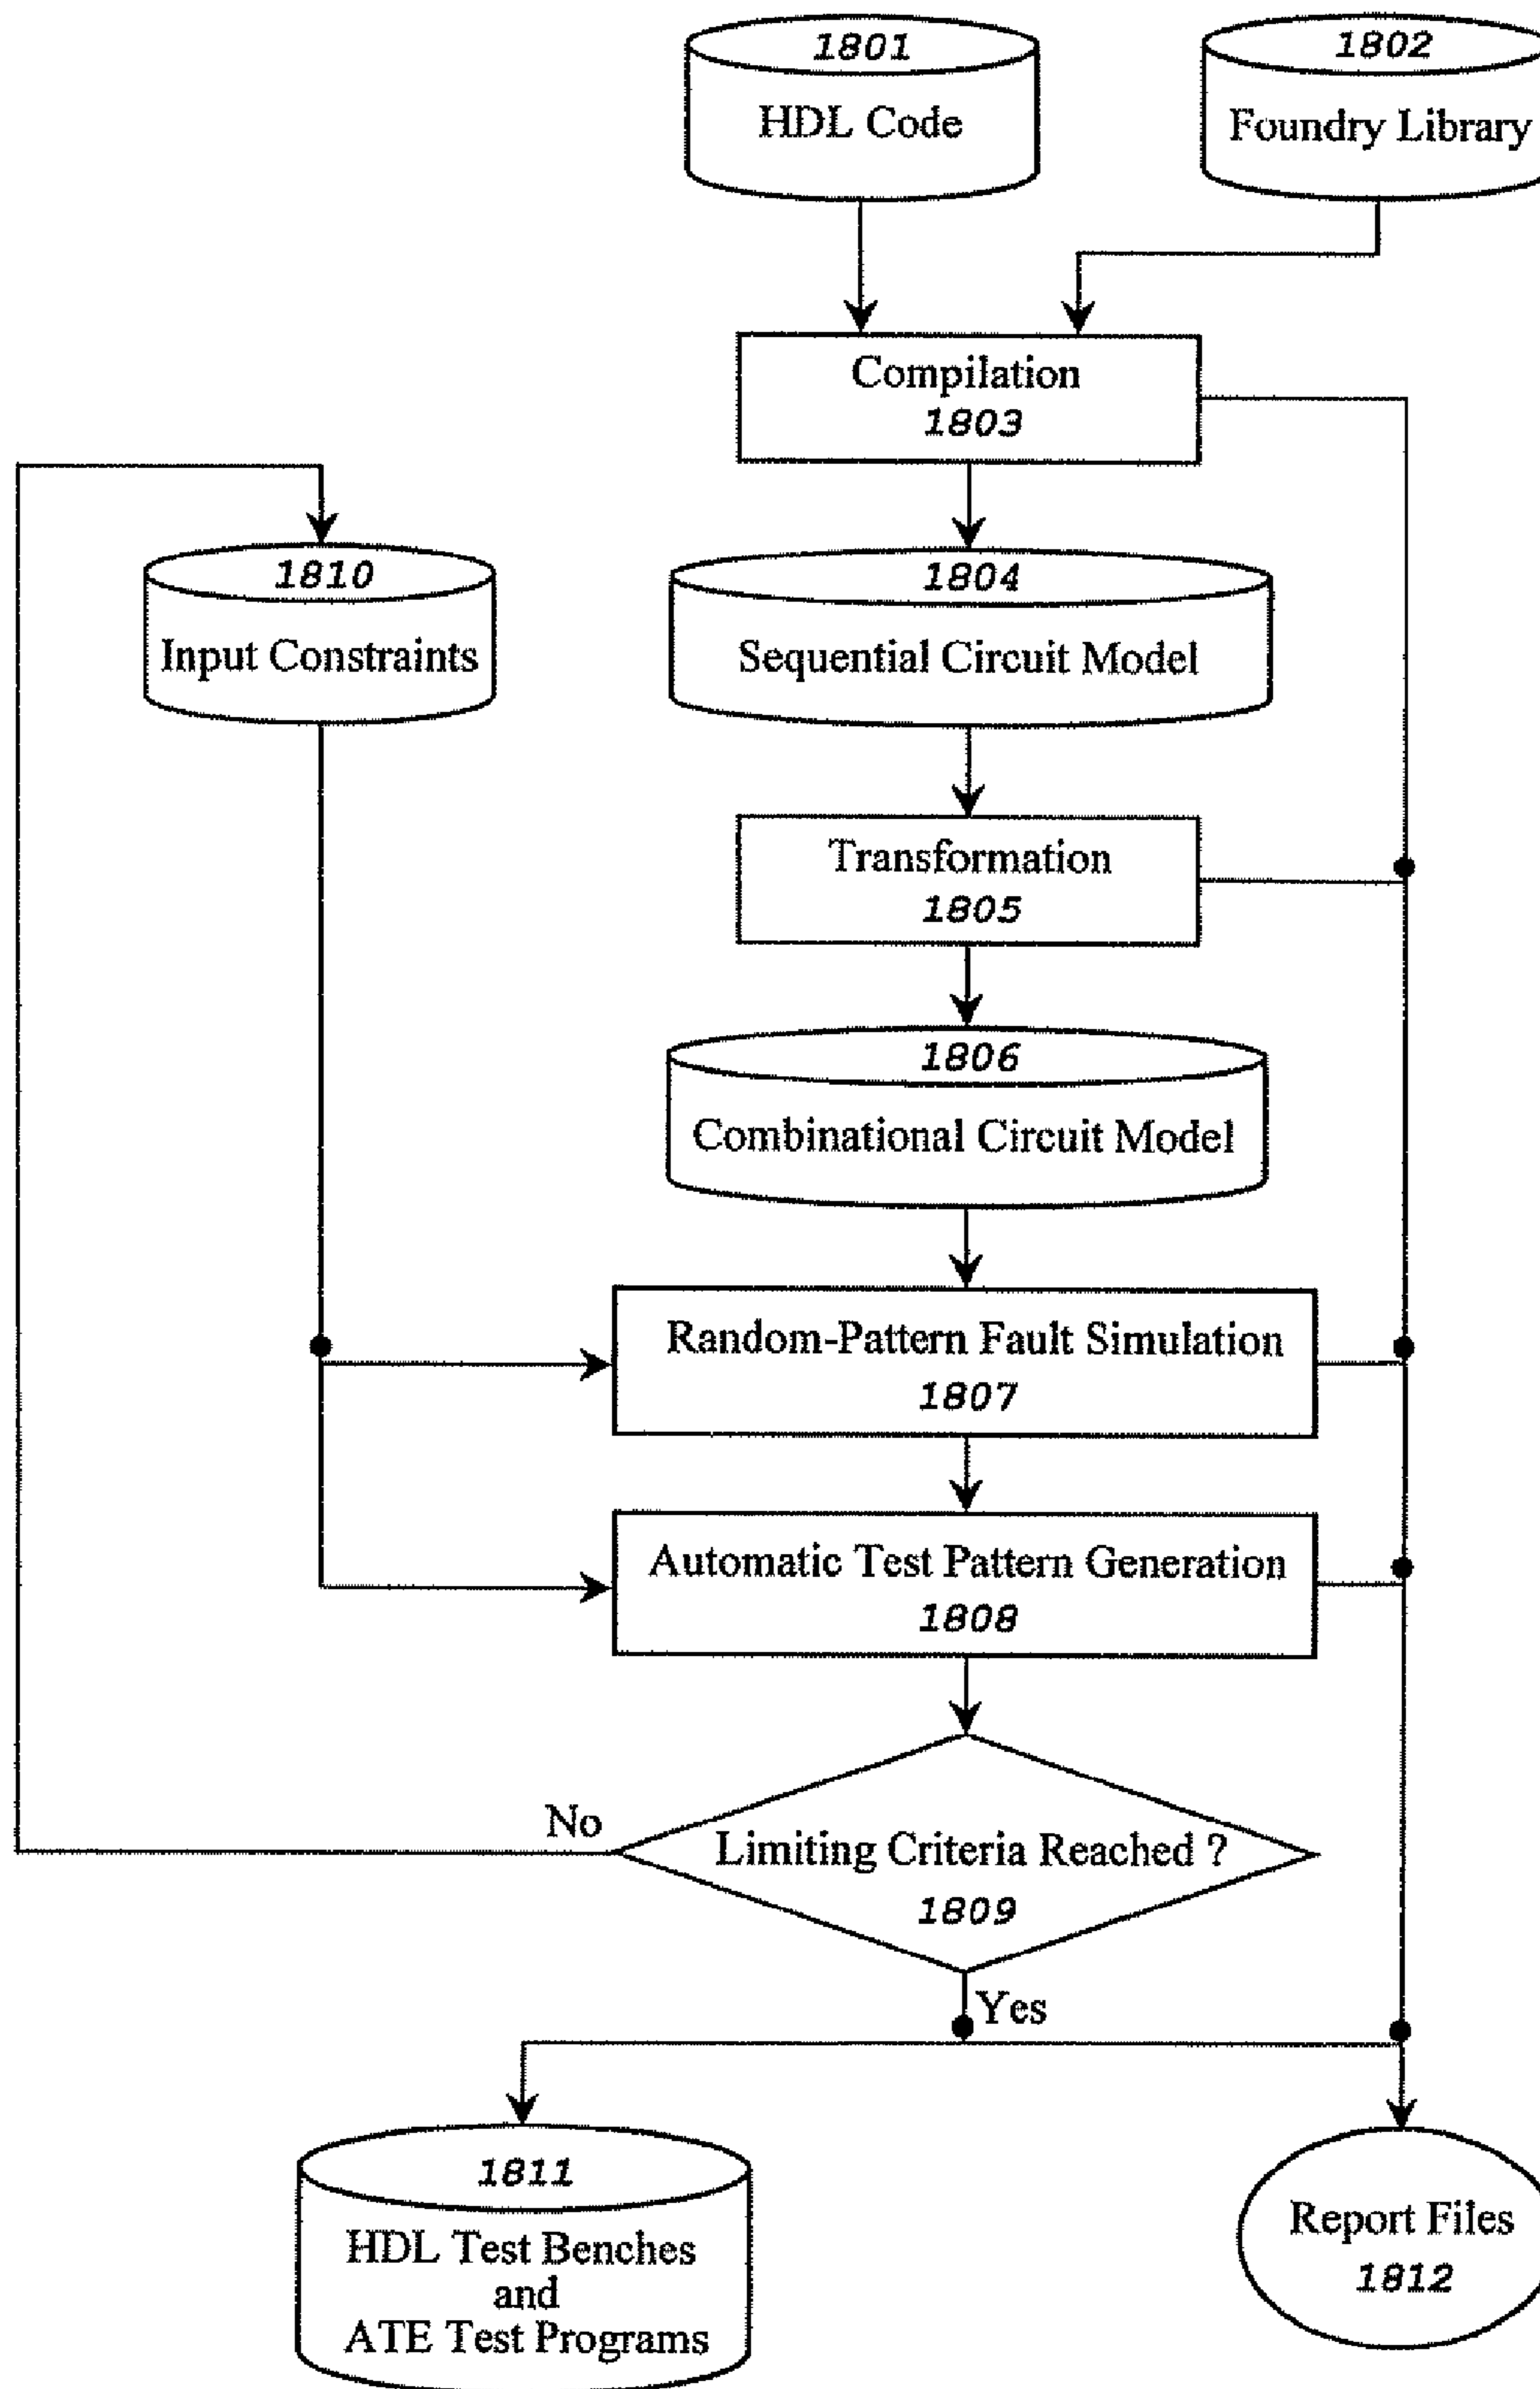 1801
HDL Code
1802
Foundry Library
Compilation
1803
1810
Input Constraints
1804
Sequential Circuit Model
Transformation
1805
1806
Combinational Circuit Model
Random-Pattern Fault Simulation
1807
Automatic Test Pattern Generation
1808
No
Limiting Criteria Reached ?
1809
Yes
1811
HDL Test Benches
and
ATE Test Programs
Report Files
1812